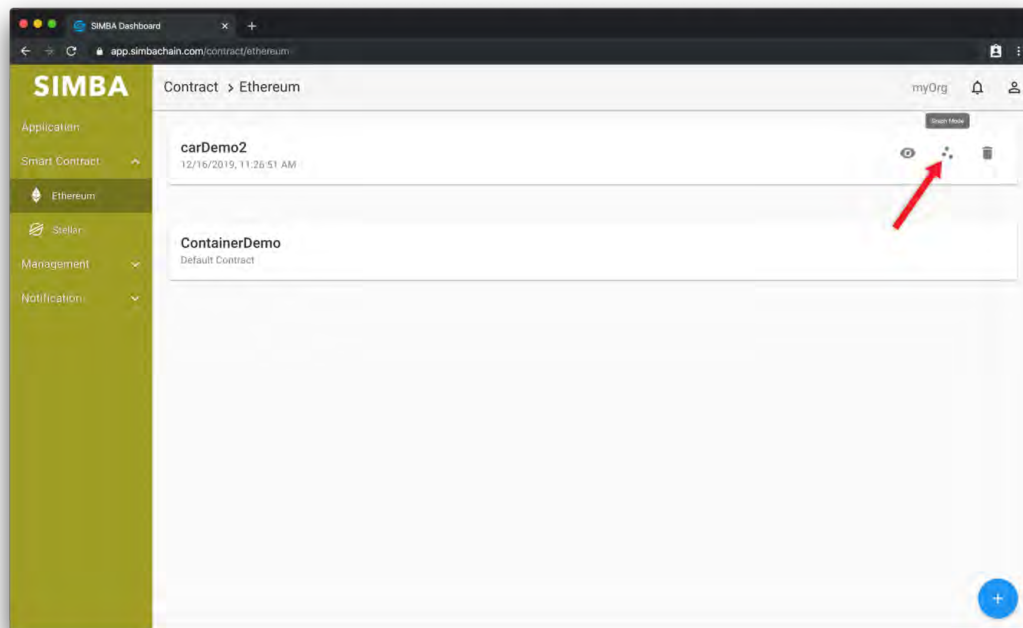 SIMBA Dashboard
app.simbachain.com/contract/ethereum
SIMBA
Contract > Ethereum
myOrg
Application
Graph Mode
Smart Contract
carDemo2
12/16/2019, 11:26:51 AM
Ethereum
Stellar
ContainerDemo
Default Contract
Management
Notification